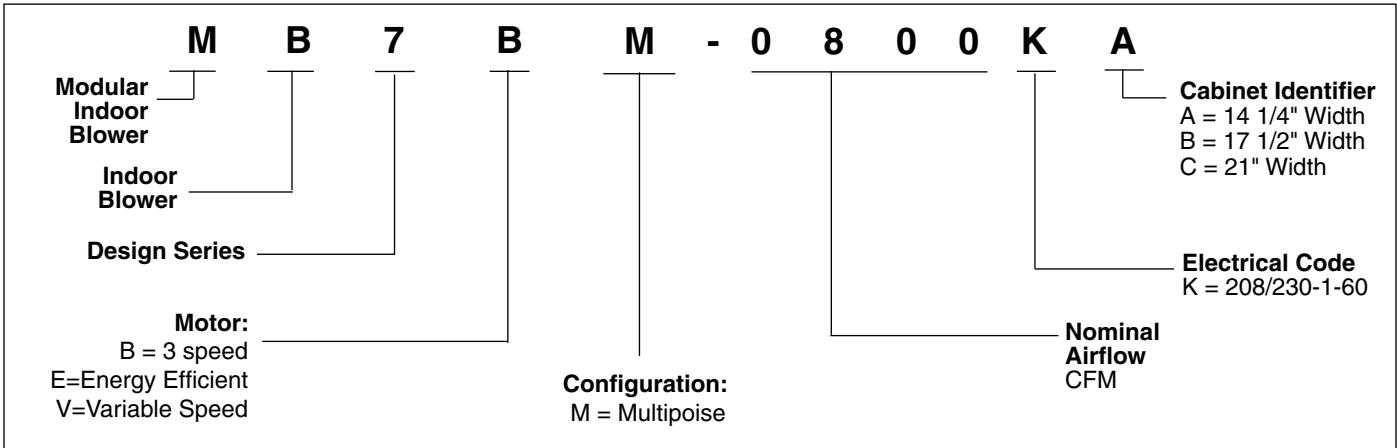 M B 7 B M - 0 8 0 0 K A
Modular
Indoor
Blower
Indoor
Blower
Design Series
Motor:
B = 3 speed
E=Energy Efficient
V=Variable Speed
Configuration:
M = Multipoise
Nominal
Airflow
CFM
Electrical Code
K = 208/230-1-60
Cabinet Identifier
A = 14 1/4" Width
B = 17 1/2" Width
C = 21" Width